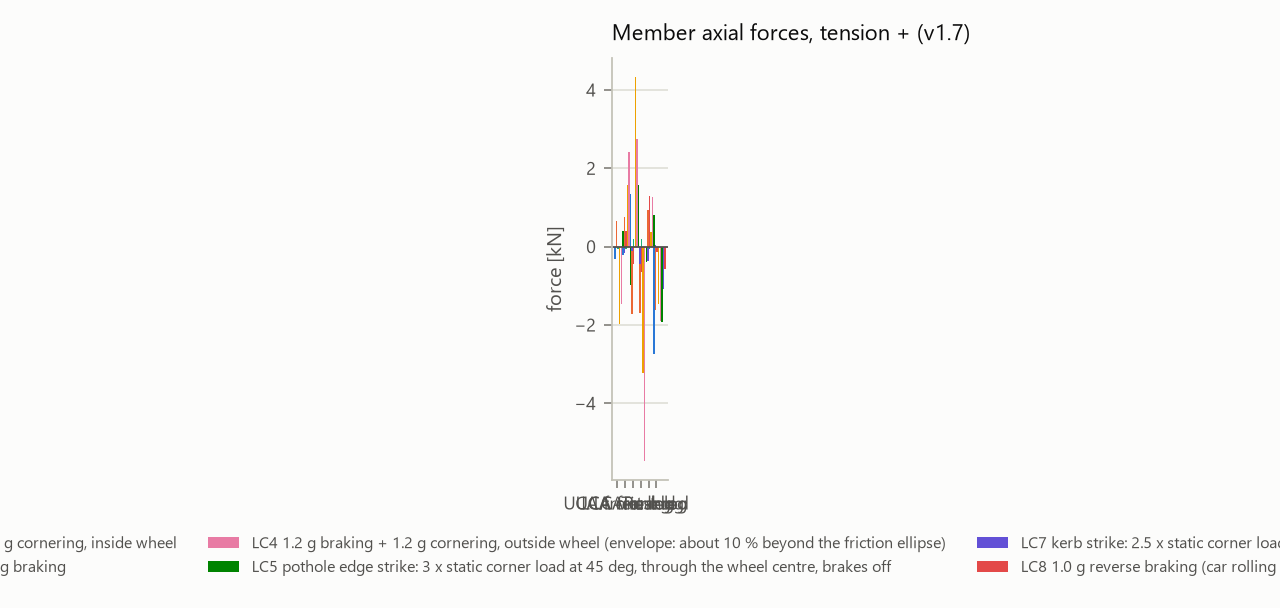 Member axial forces, tension + (v1.7)
4
2
0
−2
−4
force [kN]
g cornering, inside wheel
LC4 1.2 g braking + 1.2 g cornering, outside wheel (envelope: about 10 % beyond the friction ellipse)
LC7 kerb strike: 2.5 x static corner
g braking
LC5 pothole edge strike: 3 x static corner load at 45 deg, through the wheel centre, brakes off
LC8 1.0 g reverse braking (car rolling